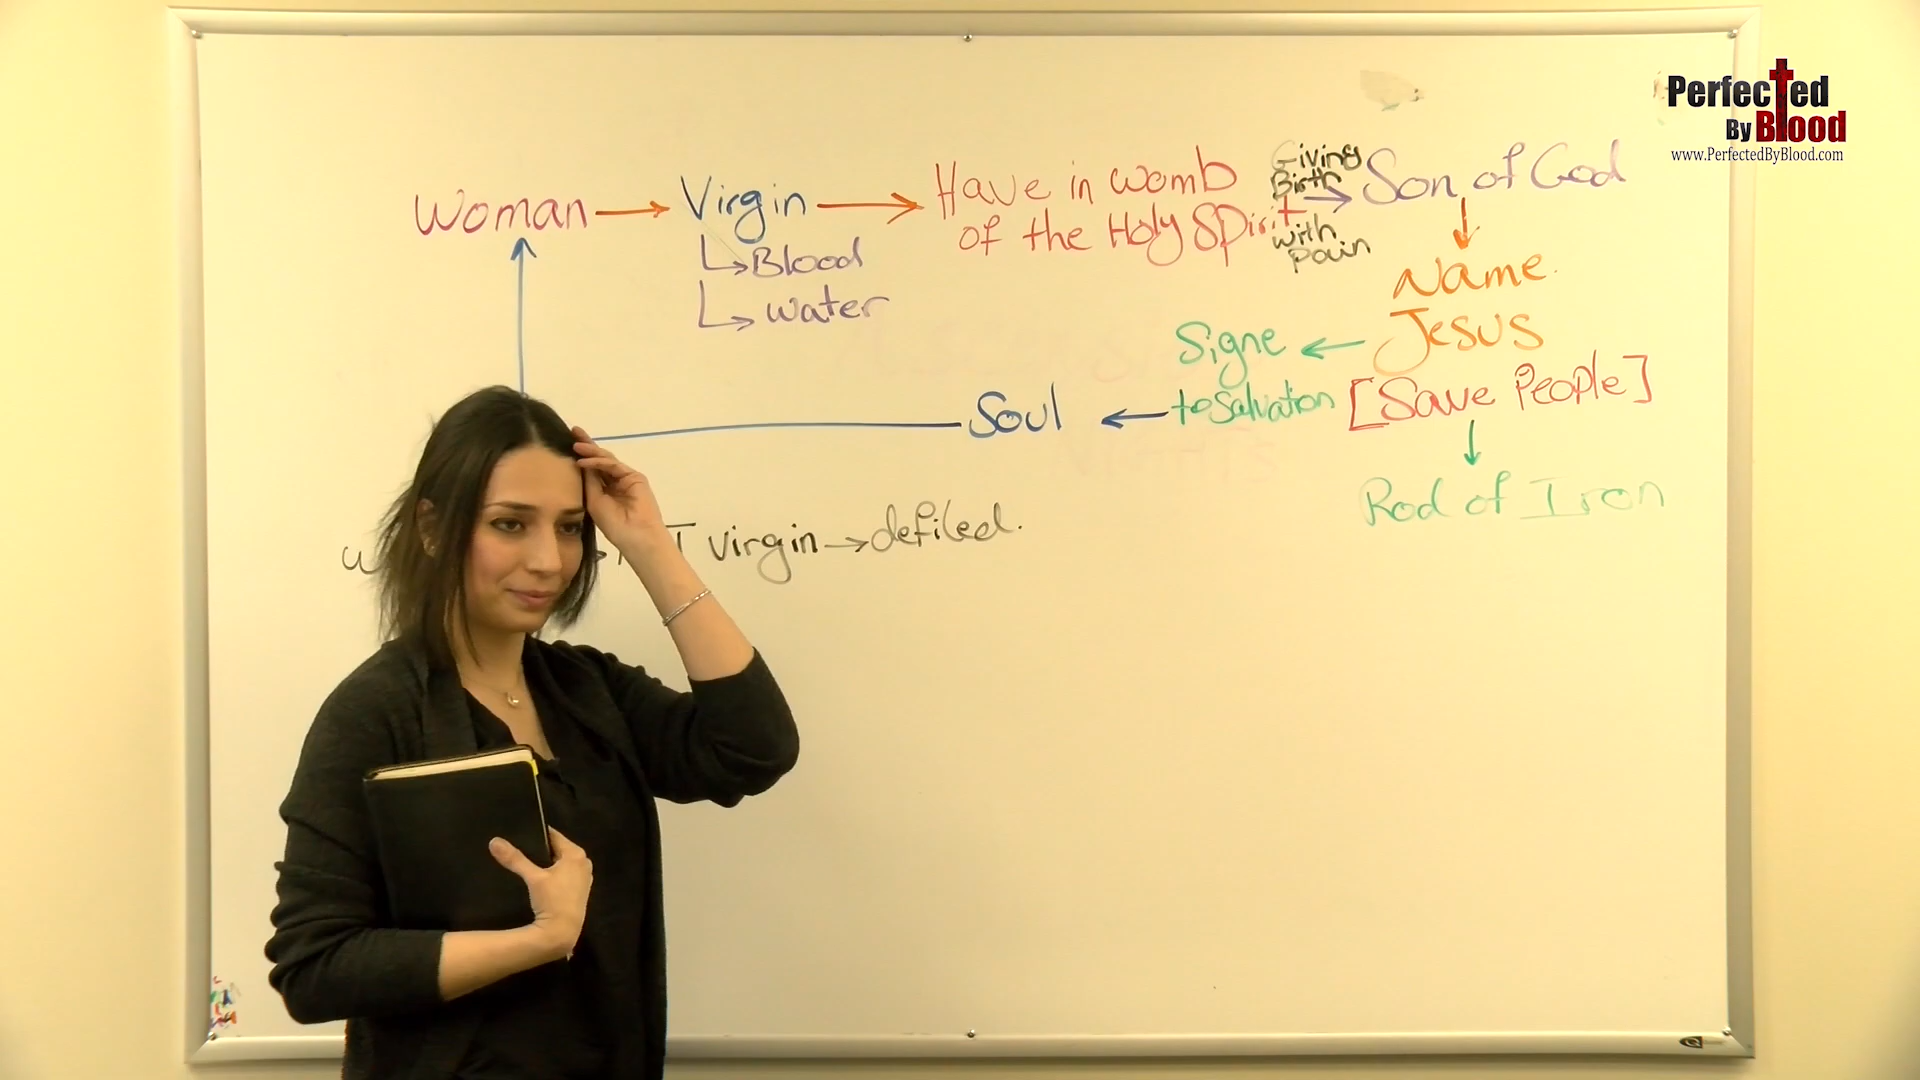 Perfected
By Blood
www.PerfectedByBlood.com
Woman → Virgin → Have in womb
of the Holy Spirit
Giving
Birth
→
with
Pain
Son of God
↳ Blood
↳ water
↓
Name
Jesus
Signe ←
to Salvation
[Save People]
Soul ←
↓
Rod of Iron
virgin → defiled.